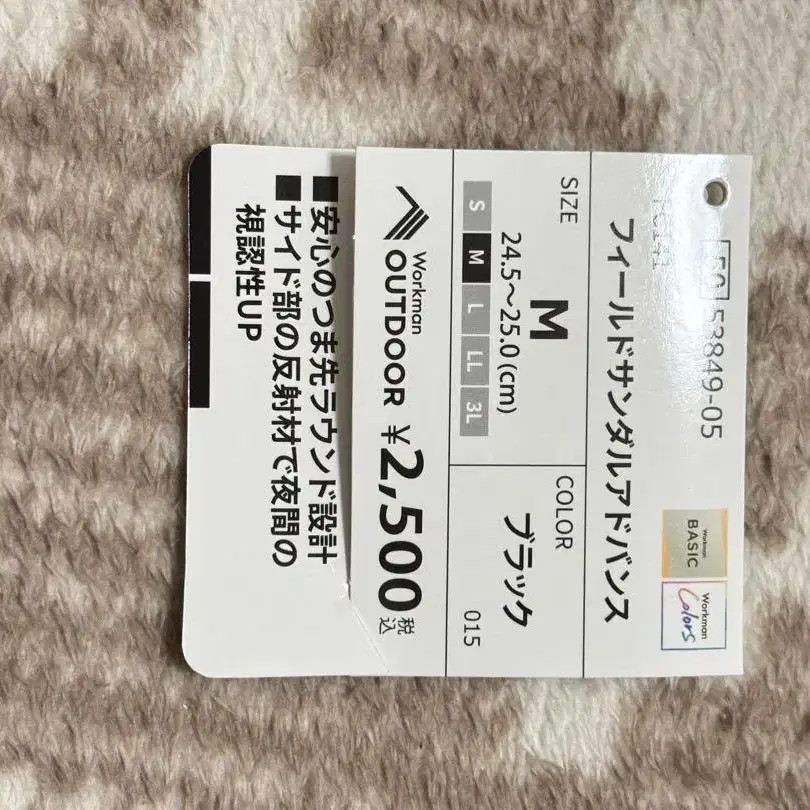 53849-05
Workman
BASIC
Workman
Colors
フィールドサンダルアドバンス
SIZE
M
24.5〜25.0(cm)
S M L LL 3L
COLOR
ブラック
015
Workman
OUTDOOR
¥2,500税込
■安心のつま先ラウンド設計
■サイド部の反射材で夜間の
視認性UP